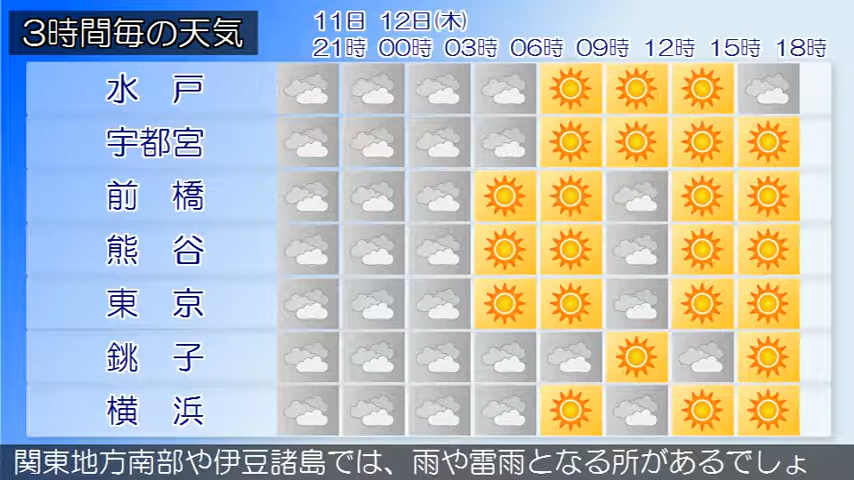 3時間毎の天気
11日 12日(木)
21時 00時 03時 06時 09時 12時 15時 18時
水戸
宇都宮
前橋
熊谷
東京
銚子
横浜
関東地方南部や伊豆諸島では、雨や雷雨となる所があるでしょ